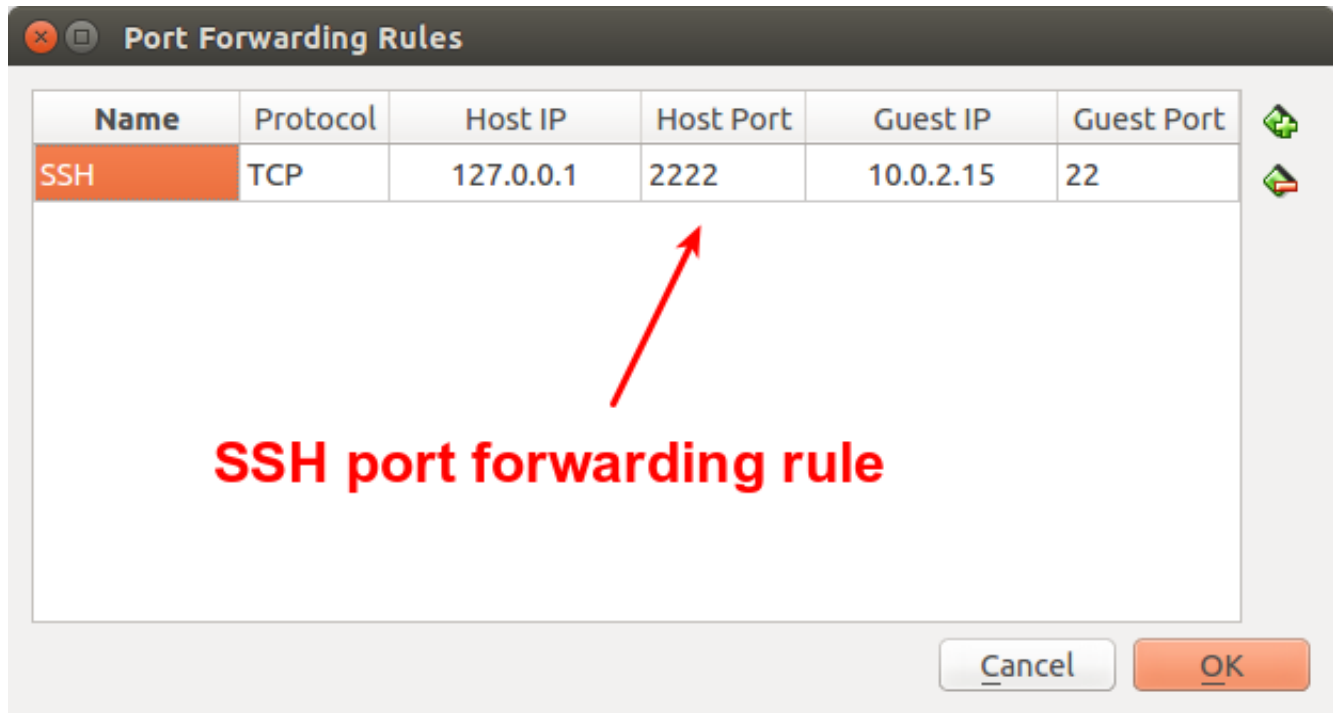 Port Forwarding Rules
Name Protocol Host IP Host Port Guest IP Guest Port
SSH TCP 127.0.0.1 2222 10.0.2.15 22
SSH port forwarding rule
Cancel OK